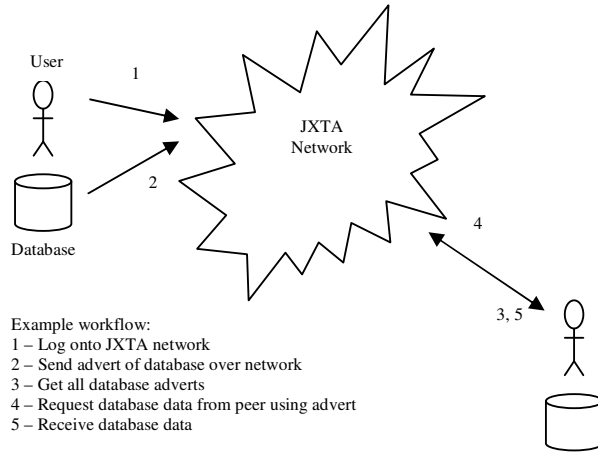 User
1
JXTA
Network
2
Database
4
3, 5
Example workflow:
1 – Log onto JXTA network
2 – Send advert of database over network
3 – Get all database adverts
4 – Request database data from peer using advert
5 – Receive database data